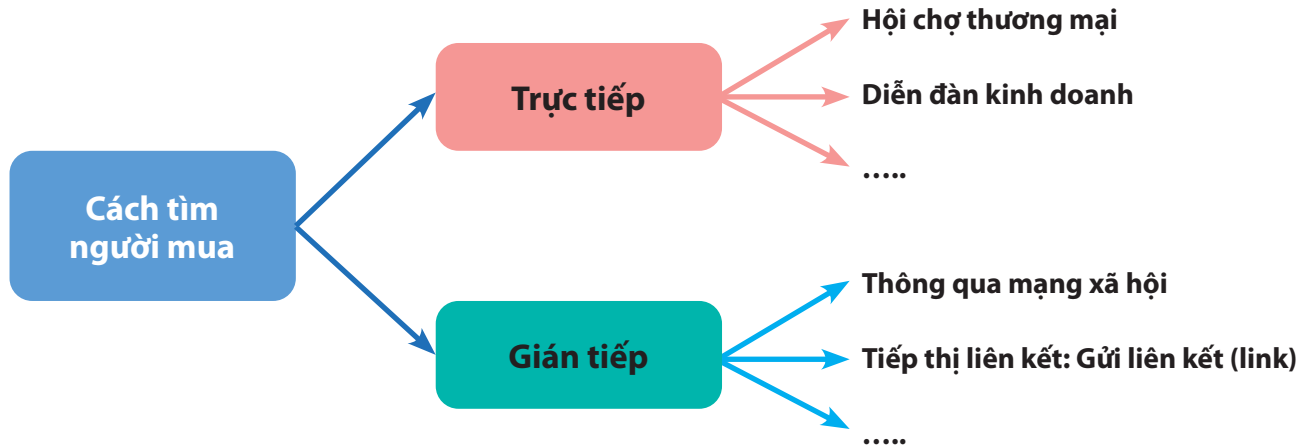 Cách tìm
người mua
Trực tiếp
Hội chợ thương mại
Diễn đàn kinh doanh
…..
Gián tiếp
Thông qua mạng xã hội
Tiếp thị liên kết: Gửi liên kết (link)
…..